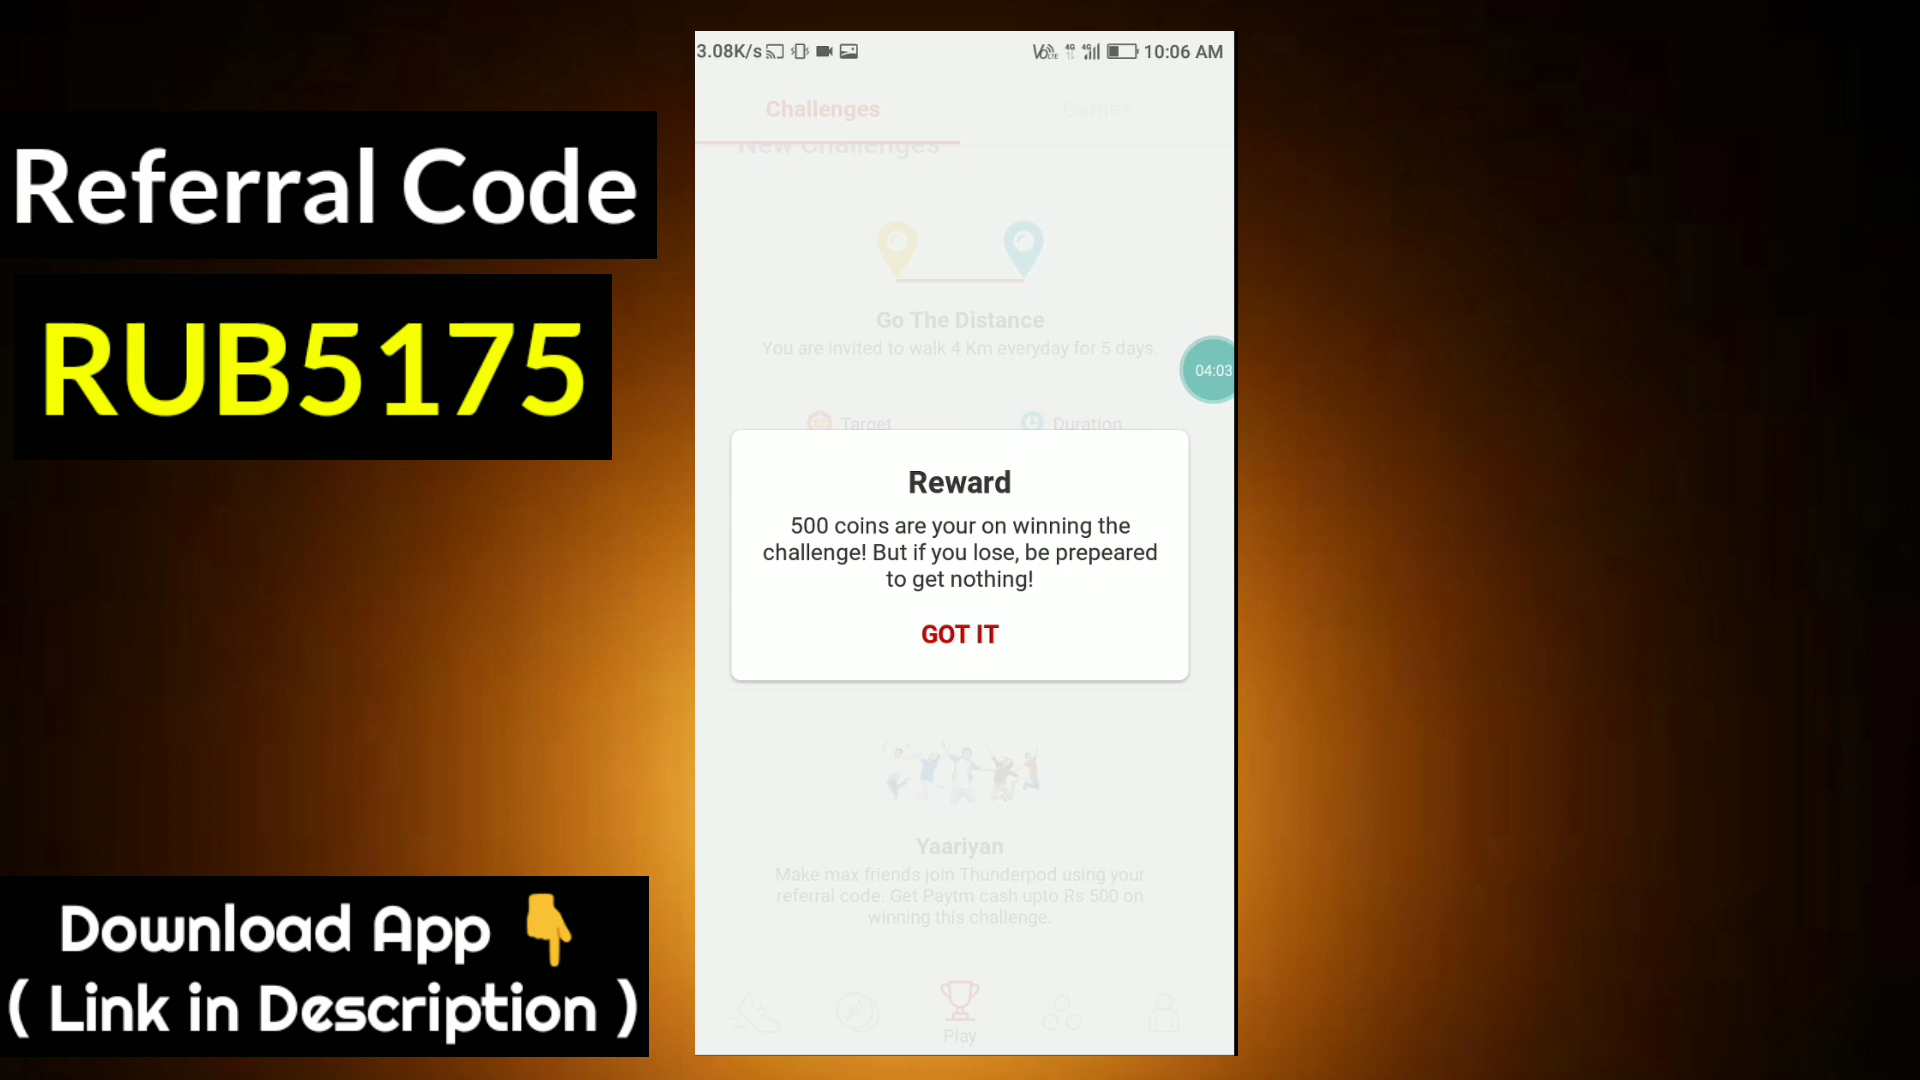 Referral Code
RUB5175
Download App 👇
( Link in Description )
3.08K/s
10:06 AM
Challenges
Games
New Challenges
Go The Distance
You are invited to walk 4 Km everyday for 5 days.
04:03
Target
Duration
Reward
500 coins are your on winning the
challenge! But if you lose, be prepeared
to get nothing!
GOT IT
Yaariyan
Make max friends join Thunderpod using your
referral code. Get Paytm cash upto Rs 500 on
winning this challenge.
Play